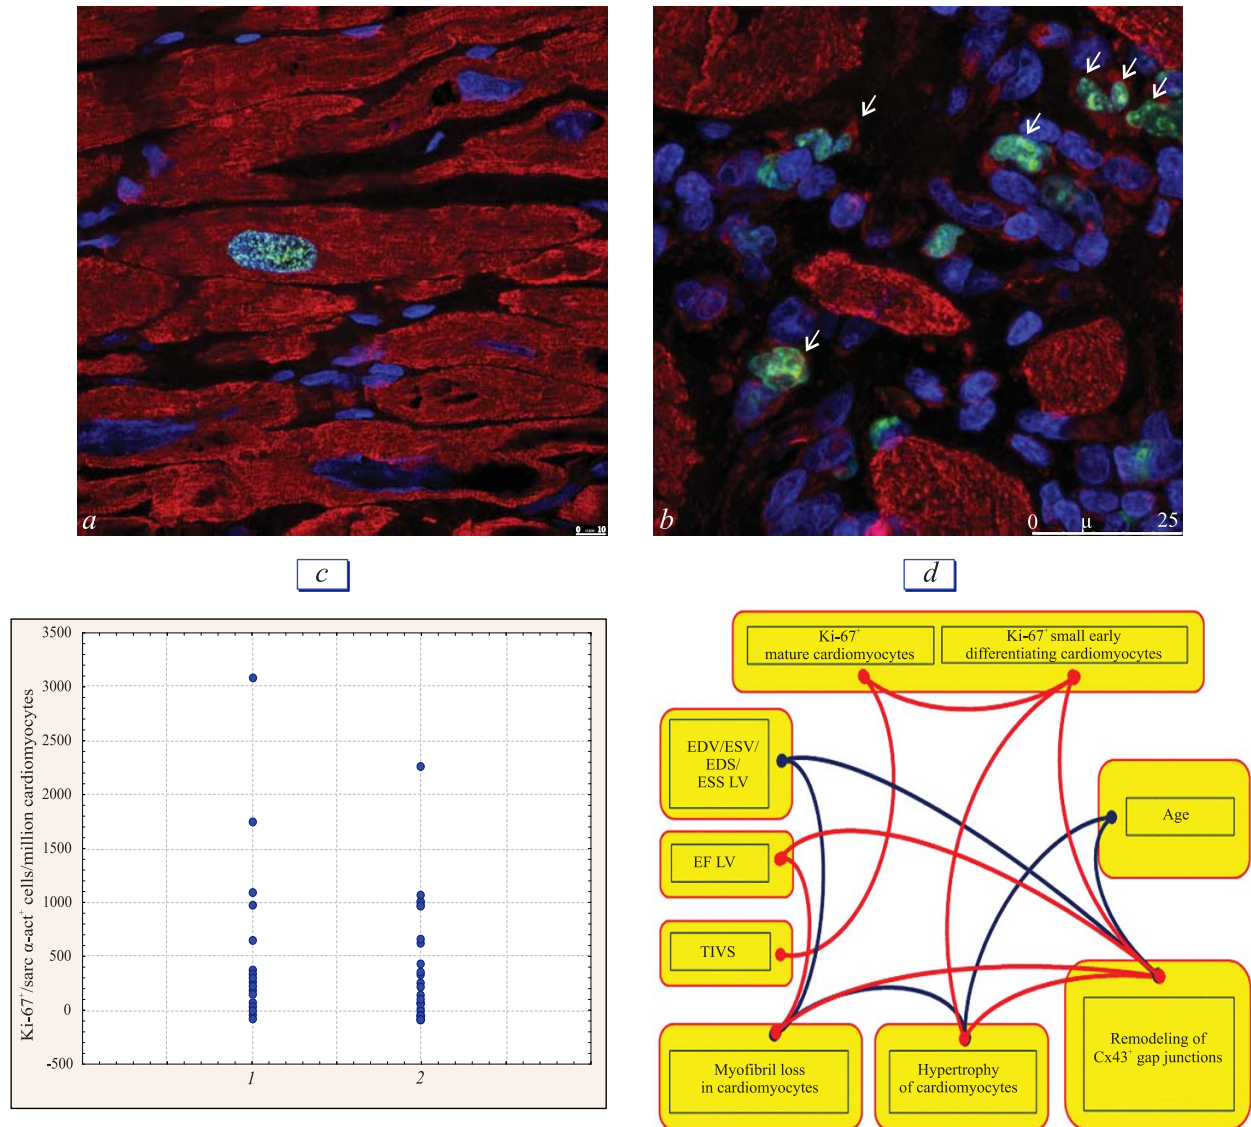 a
0 10
b
0 μ 25
c
d
Ki-67+/sarc α-act+ cells/million cardiomyocytes
3500
3000
2500
2000
1500
1000
500
0
-500
1
2
Ki-67+
mature cardiomyocytes
Ki-67+ small early
differentiating cardiomyocytes
EDV/ESV/
EDS/
ESS LV
Age
EF LV
TIVS
Myofibril loss
in cardiomyocytes
Hypertrophy
of cardiomyocytes
Remodeling of
Cx43+ gap junctions